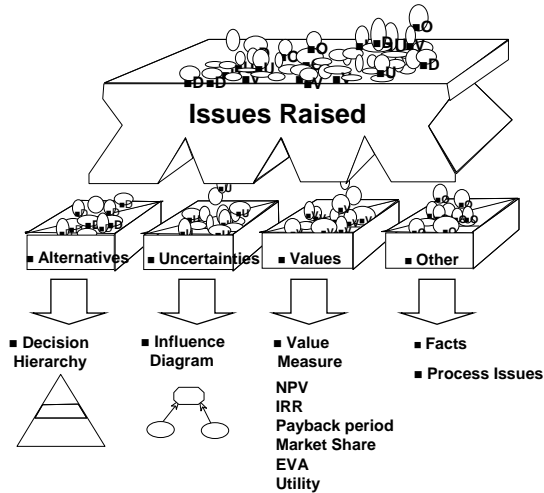 Issues Raised
■ Alternatives
■ Uncertainties
■ Values
■ Other
■ Decision
Hierarchy
■ Influence
Diagram
■ Value
Measure
NPV
IRR
Payback period
Market Share
EVA
Utility
■ Facts
■ Process Issues